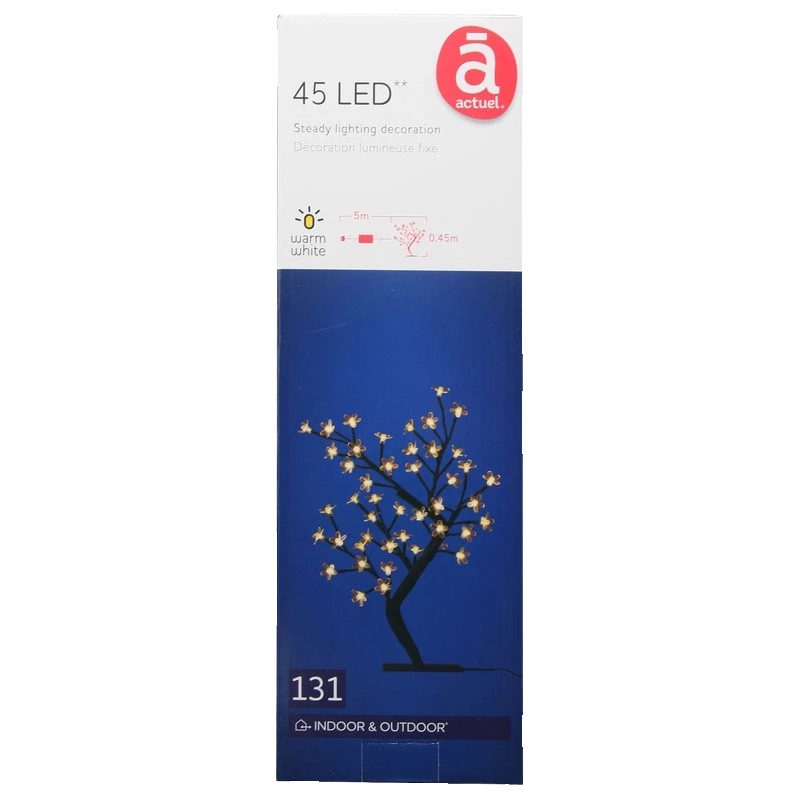 ā
actuel®
45 LED**
Steady lighting decoration
Décoration lumineuse fixe
5m
warm
white
0,45m
131
INDOOR & OUTDOOR*